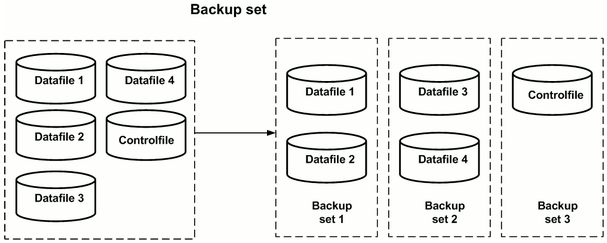 Backup set
Datafile 1
Datafile 4
Datafile 2
Controlfile
Datafile 3
Datafile 1
Datafile 2
Backup
set 1
Datafile 3
Datafile 4
Backup
set 2
Controlfile
Backup
set 3